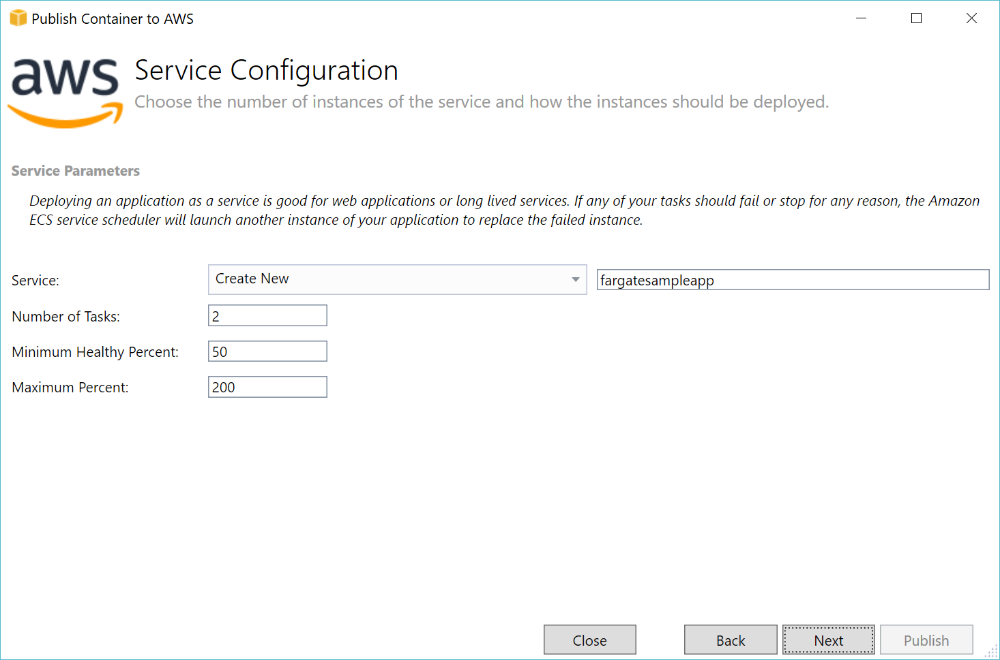 Publish Container to AWS
aws
Service Configuration
Choose the number of instances of the service and how the instances should be deployed.
Service Parameters
Deploying an application as a service is good for web applications or long lived services. If any of your tasks should fail or stop for any reason, the Amazon
ECS service scheduler will launch another instance of your application to replace the failed instance.
Service: Create New fargatesampleapp
Number of Tasks: 2
Minimum Healthy Percent: 50
Maximum Percent: 200
Close Back Next Publish